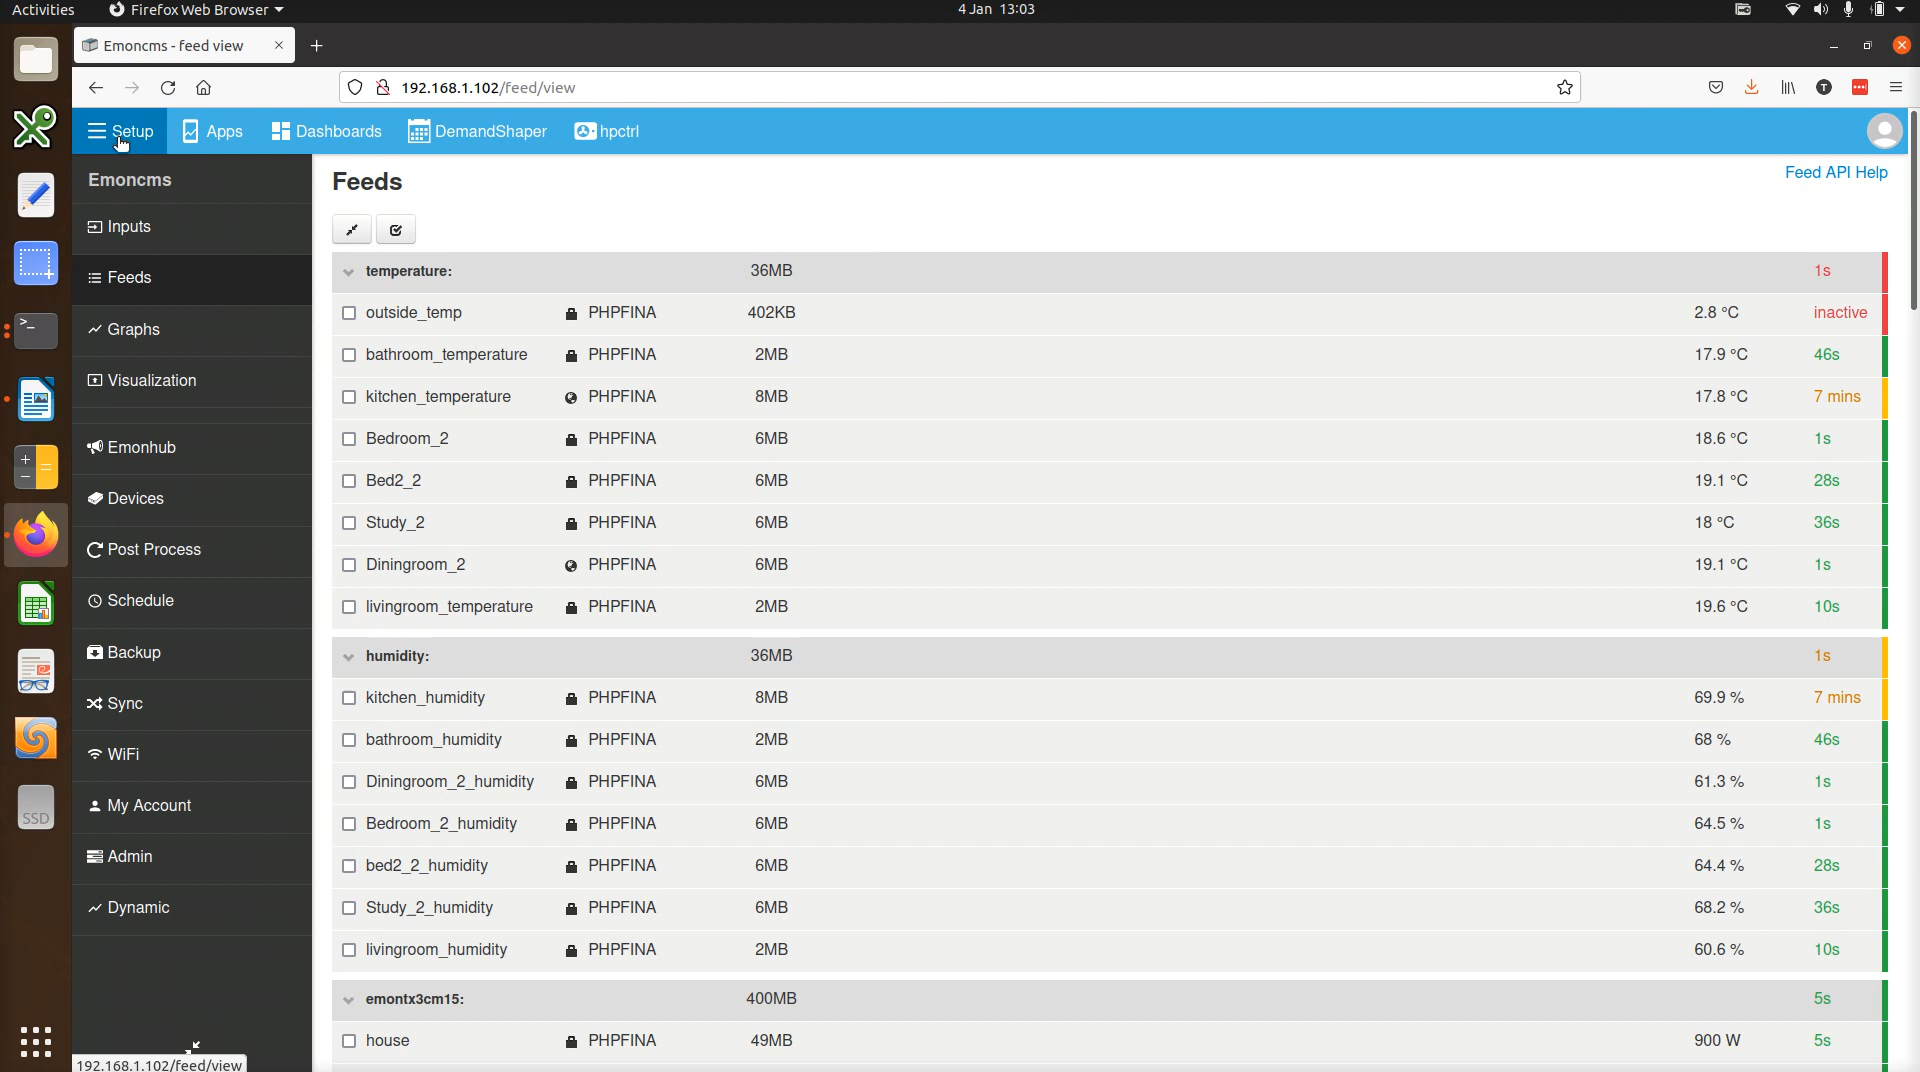 Activities Firefox Web Browser 4 Jan 13:03
Emoncms - feed view
192.168.1.102/feed/view
Setup Apps Dashboards DemandShaper hpctrl
Emoncms
Inputs
Feeds
Graphs
Visualization
Emonhub
Devices
Post Process
Schedule
Backup
Sync
WiFi
My Account
Admin
Dynamic
192.168.1.102/feed/view
SSD
Feeds Feed API Help
temperature: 36MB 1s
outside_temp PHPFINA 402KB 2.8 °C inactive
bathroom_temperature PHPFINA 2MB 17.9 °C 46s
kitchen_temperature PHPFINA 8MB 17.8 °C 7 mins
Bedroom_2 PHPFINA 6MB 18.6 °C 1s
Bed2_2 PHPFINA 6MB 19.1 °C 28s
Study_2 PHPFINA 6MB 18 °C 36s
Diningroom_2 PHPFINA 6MB 19.1 °C 1s
livingroom_temperature PHPFINA 2MB 19.6 °C 10s
humidity: 36MB 1s
kitchen_humidity PHPFINA 8MB 69.9 % 7 mins
bathroom_humidity PHPFINA 2MB 68 % 46s
Diningroom_2_humidity PHPFINA 6MB 61.3 % 1s
Bedroom_2_humidity PHPFINA 6MB 64.5 % 1s
bed2_2_humidity PHPFINA 6MB 64.4 % 28s
Study_2_humidity PHPFINA 6MB 68.2 % 36s
livingroom_humidity PHPFINA 2MB 60.6 % 10s
emontx3cm15: 400MB 5s
house PHPFINA 49MB 900 W 5s